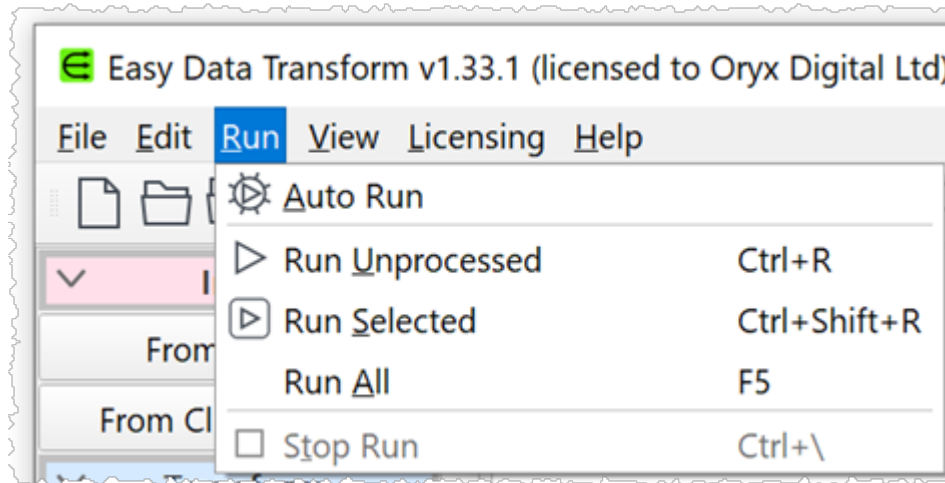 Easy Data Transform v1.33.1 (licensed to Oryx Digital Ltd)
File Edit Run View Licensing Help
Auto Run
Run Unprocessed Ctrl+R
Run Selected Ctrl+Shift+R
From
Run All F5
From Cl
Stop Run Ctrl+\